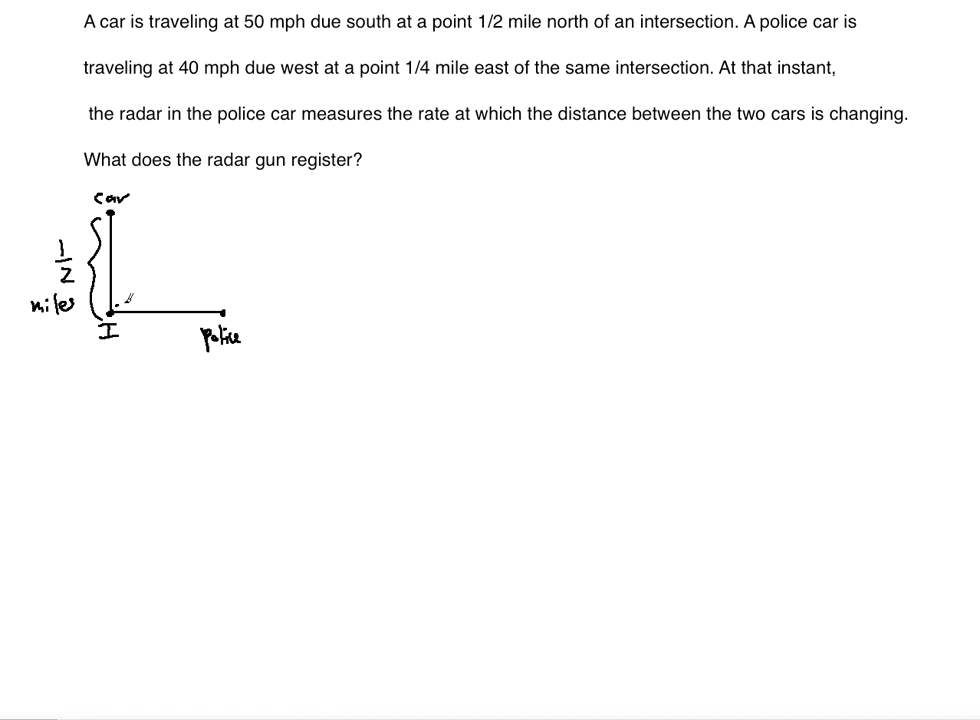 A car is traveling at 50 mph due south at a point 1/2 mile north of an intersection. A police car is
traveling at 40 mph due west at a point 1/4 mile east of the same intersection. At that instant,
the radar in the police car measures the rate at which the distance between the two cars is changing.
What does the radar gun register?
car
1/2
miles
I
police